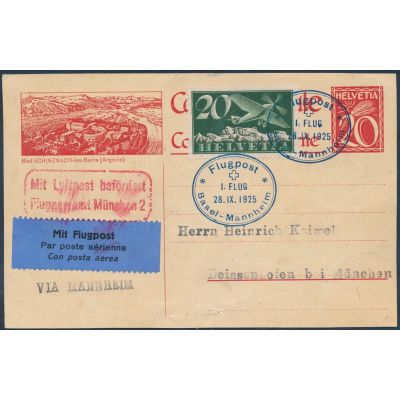 Bad SCHINZNACH-les-Bains (Argovie)
20
HELVETIA
Flugpost
I. FLUG
28.IX.1925
Mannheim
HELVETIA
20
Mit Luftpost befördert
Flugpostamt München 2
Flugpost
I. FLUG
28.IX.1925
Basel-Mannheim
Mit Flugpost
Par poste aérienne
Con posta aerea
VIA MANNHEIM
Herrn Heinrich
Deissenhofen bei München